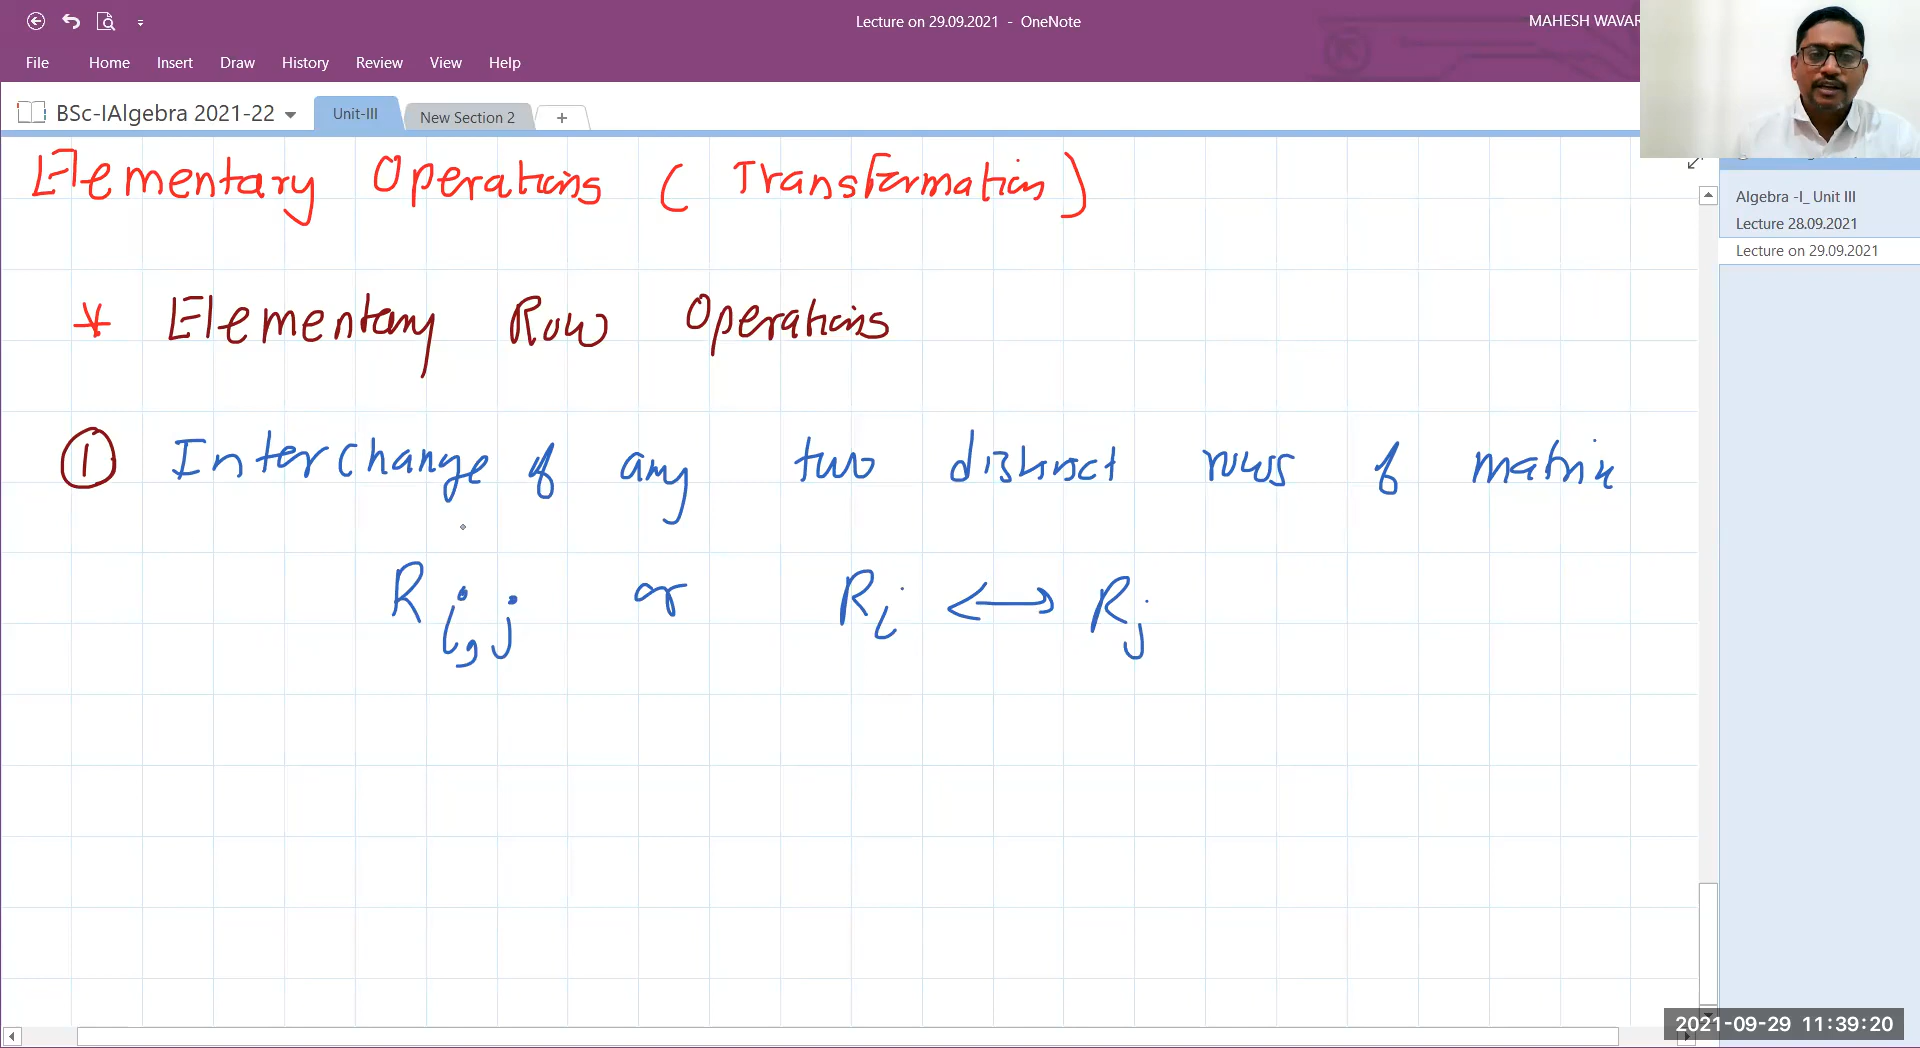 Lecture on 29.09.2021 - OneNote
MAHESH WAVAR
File Home Insert Draw History Review View Help
BSc-IAlgebra 2021-22
Unit-III
New Section 2
+
Elementary Operations ( Transformation )
* Elementary Row Operations
① Interchange of any two distinct rows of matrix
R i, j or Ri ↔ Rj
Algebra -I_ Unit III
Lecture 28.09.2021
Lecture on 29.09.2021
2021-09-29 11:39:20